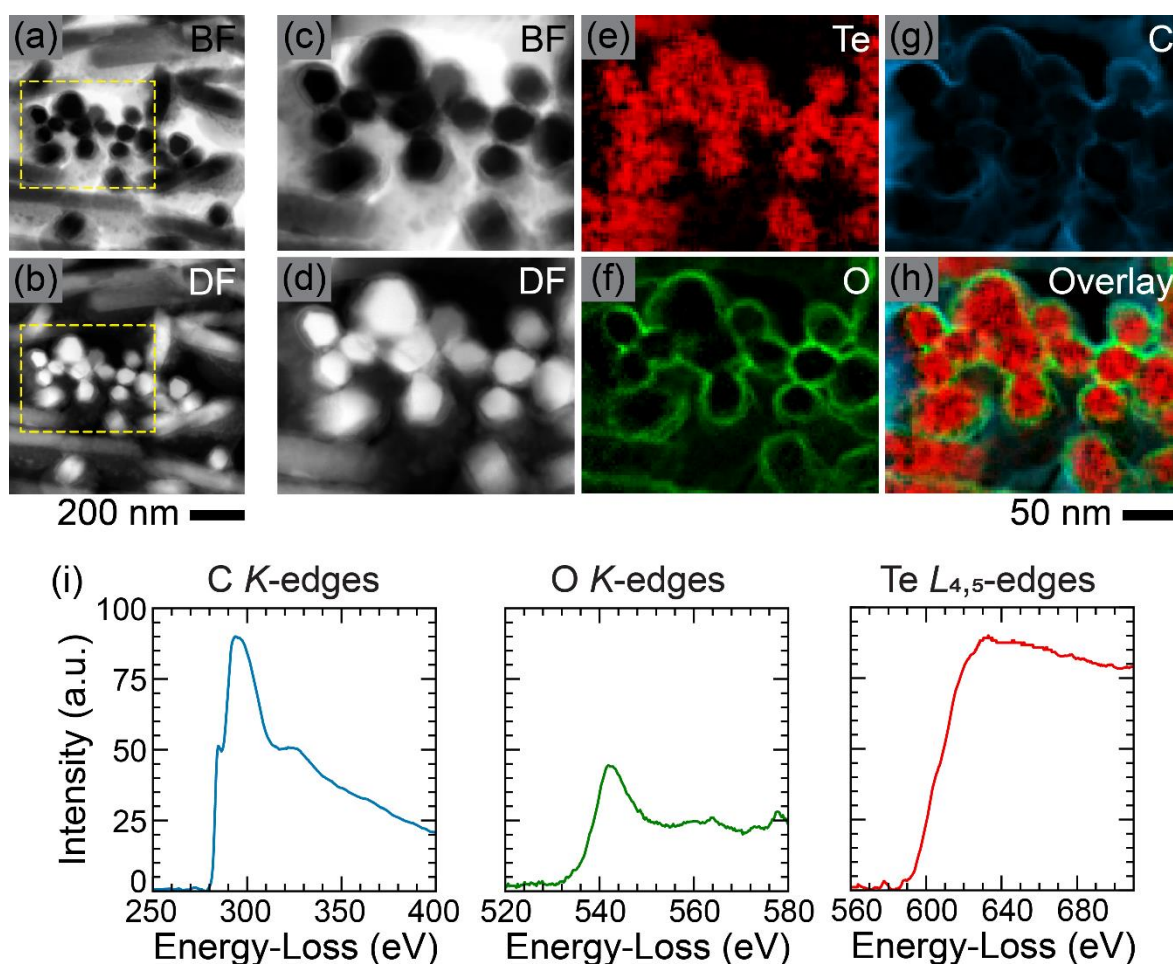 (a) BF
(c) BF
(e) Te
(g) C
(b) DF
(d) DF
(f) O
(h) Overlay
200 nm
50 nm
(i)
C K-edges
O K-edges
Te L₄,₅-edges
Intensity (a.u.)
100
75
50
25
0
250 300 350 400
520 540 560 580
560 600 640 680
Energy-Loss (eV)
Energy-Loss (eV)
Energy-Loss (eV)